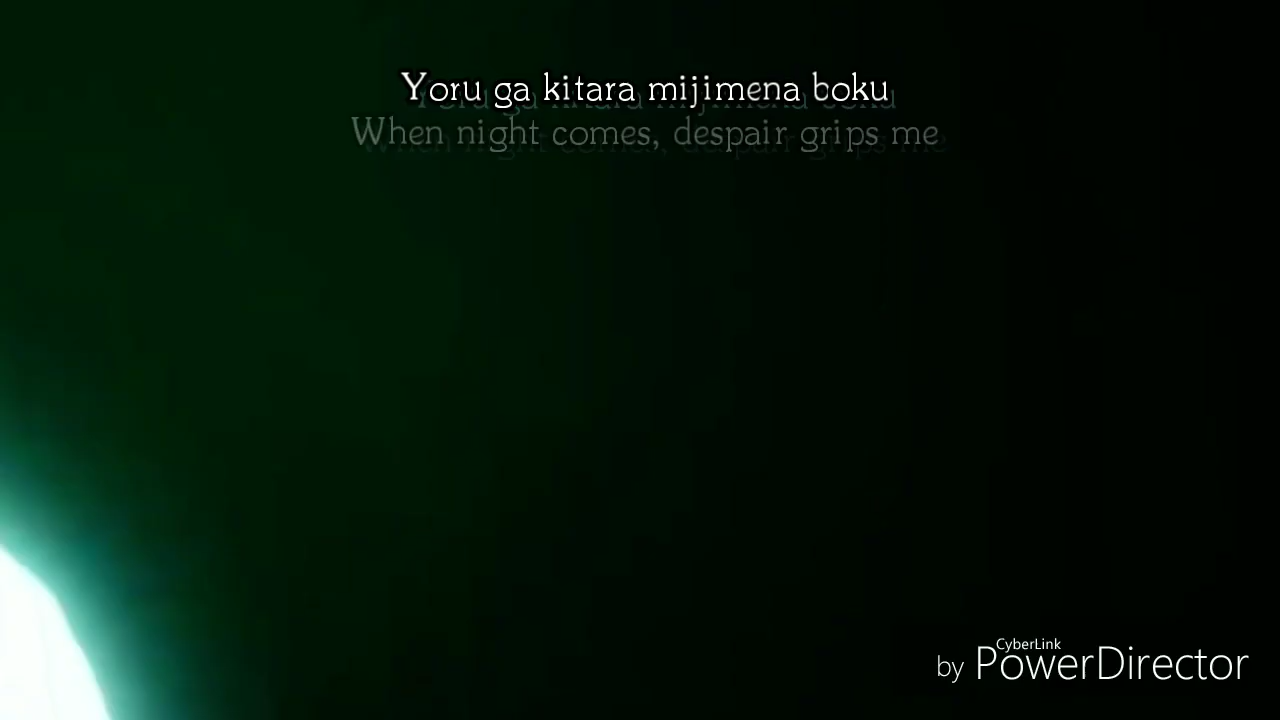 Yoru ga kitara mijimena boku
When night comes, despair grips me
CyberLink
by PowerDirector